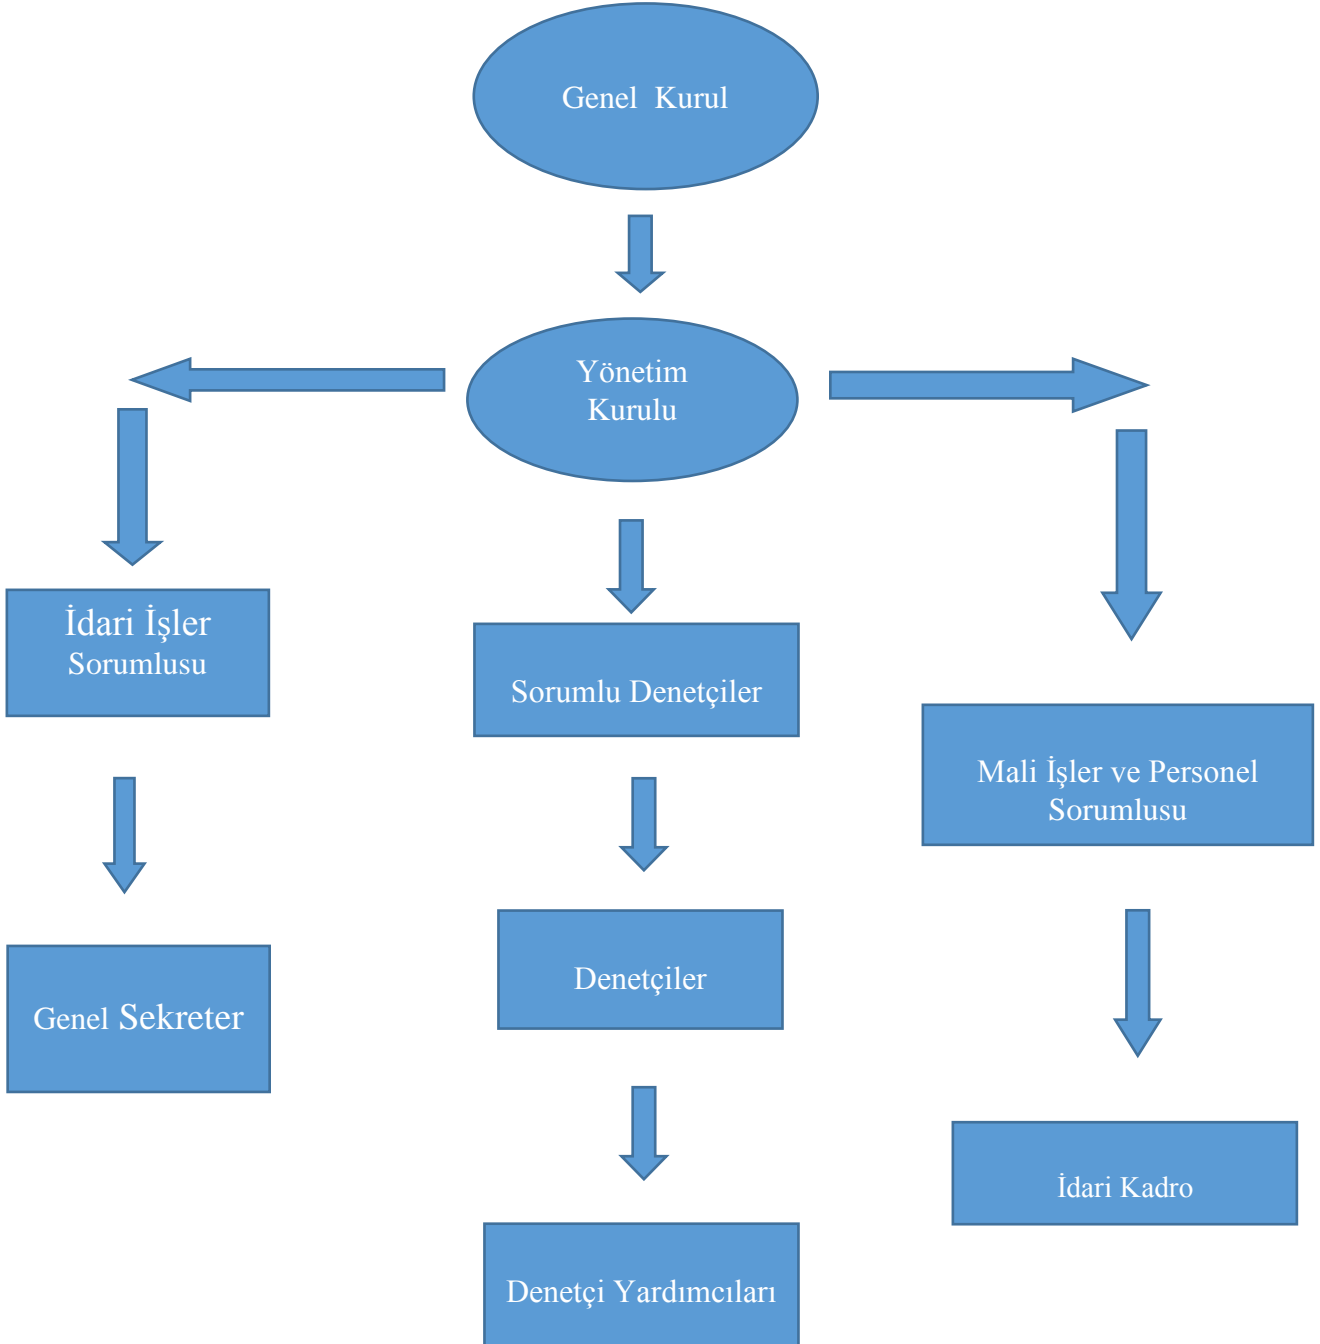 Genel Kurul
Yönetim
Kurulu
İdari İşler
Sorumlusu
Sorumlu Denetçiler
Mali İşler ve Personel
Sorumlusu
Genel Sekreter
Denetçiler
İdari Kadro
Denetçi Yardımcıları